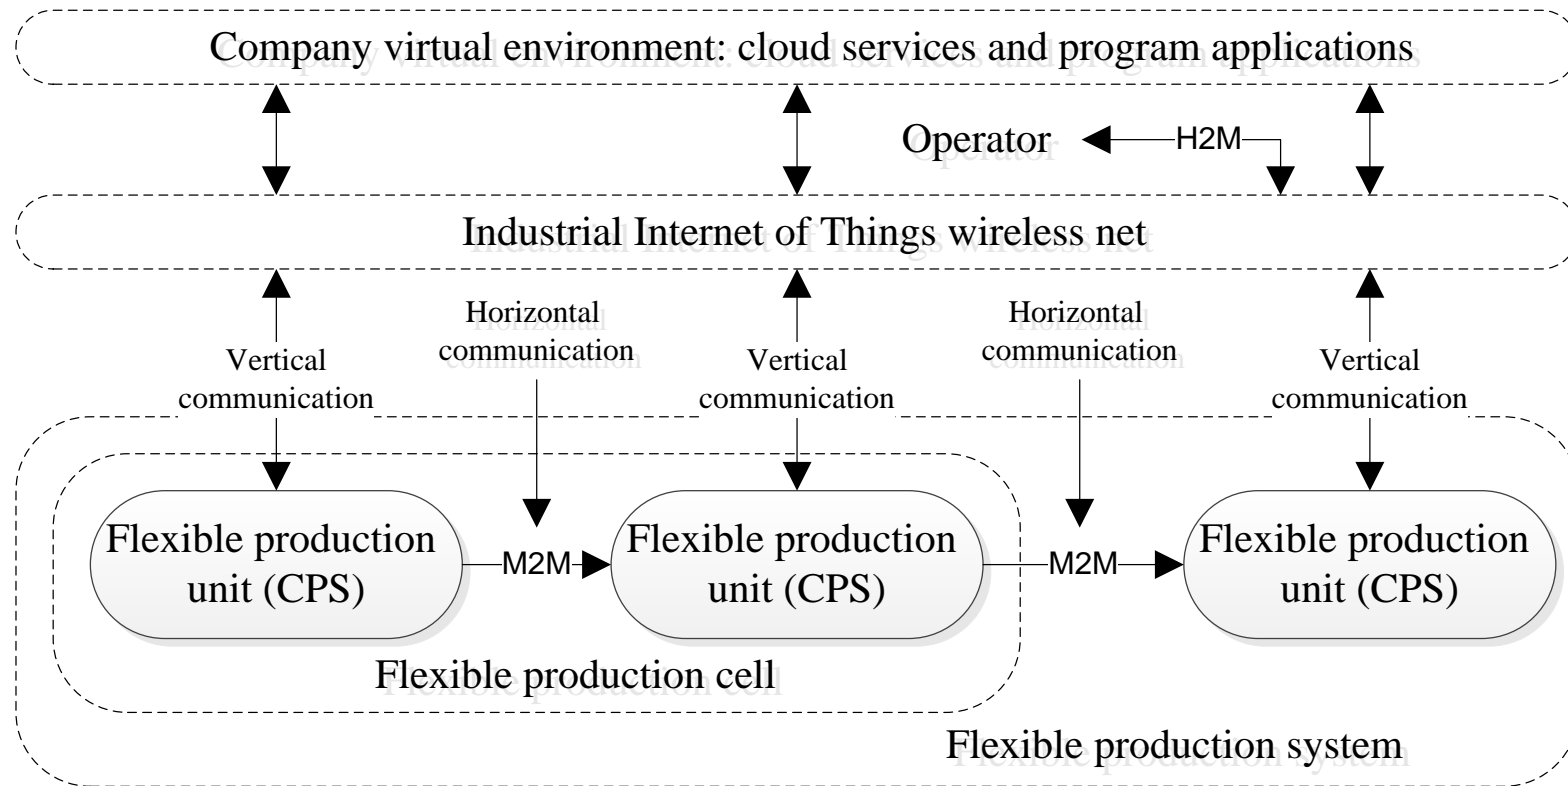 Company virtual environment: cloud services and program applications
Operator
H2M
Industrial Internet of Things wireless net
Horizontal
communication
Horizontal
communication
Vertical
communication
Vertical
communication
Vertical
communication
Flexible production
unit (CPS)
M2M
Flexible production
unit (CPS)
M2M
Flexible production
unit (CPS)
Flexible production cell
Flexible production system